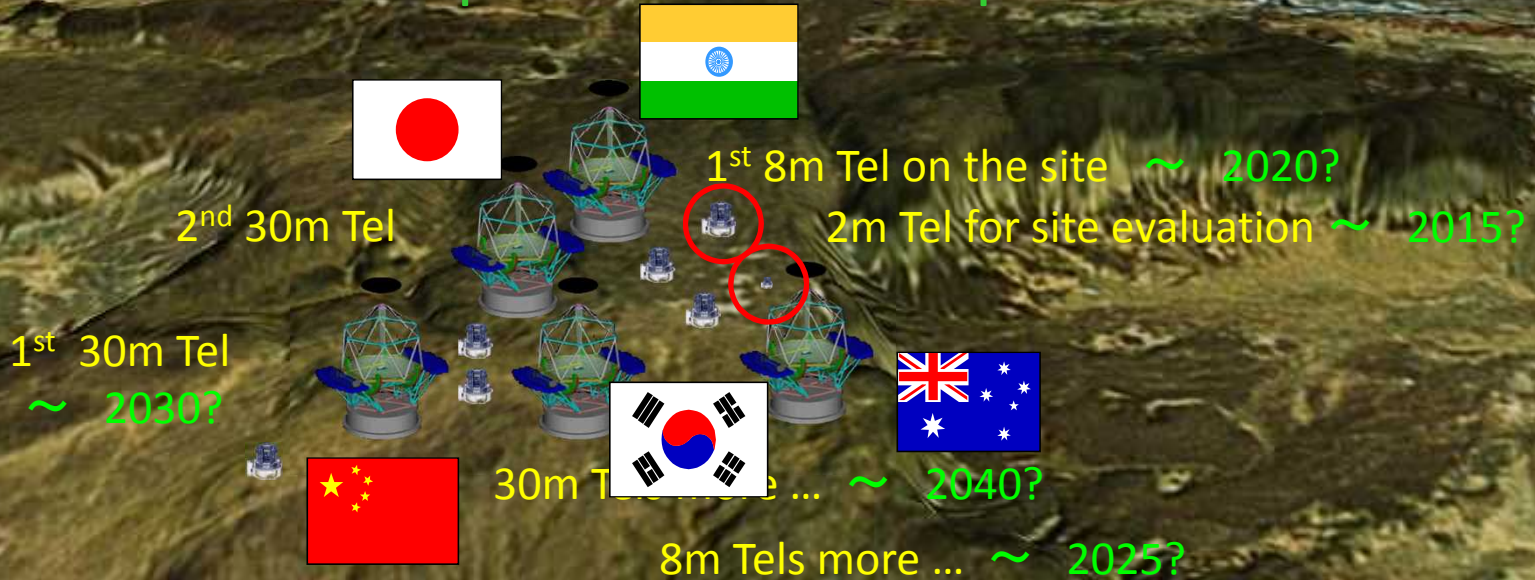 1st 8m Tel on the site ～ 2020?
2nd 30m Tel
2m Tel for site evaluation ～ 2015?
1st 30m Tel
～ 2030?
30m ... ～ 2040?
8m Tels more ... ～ 2025?